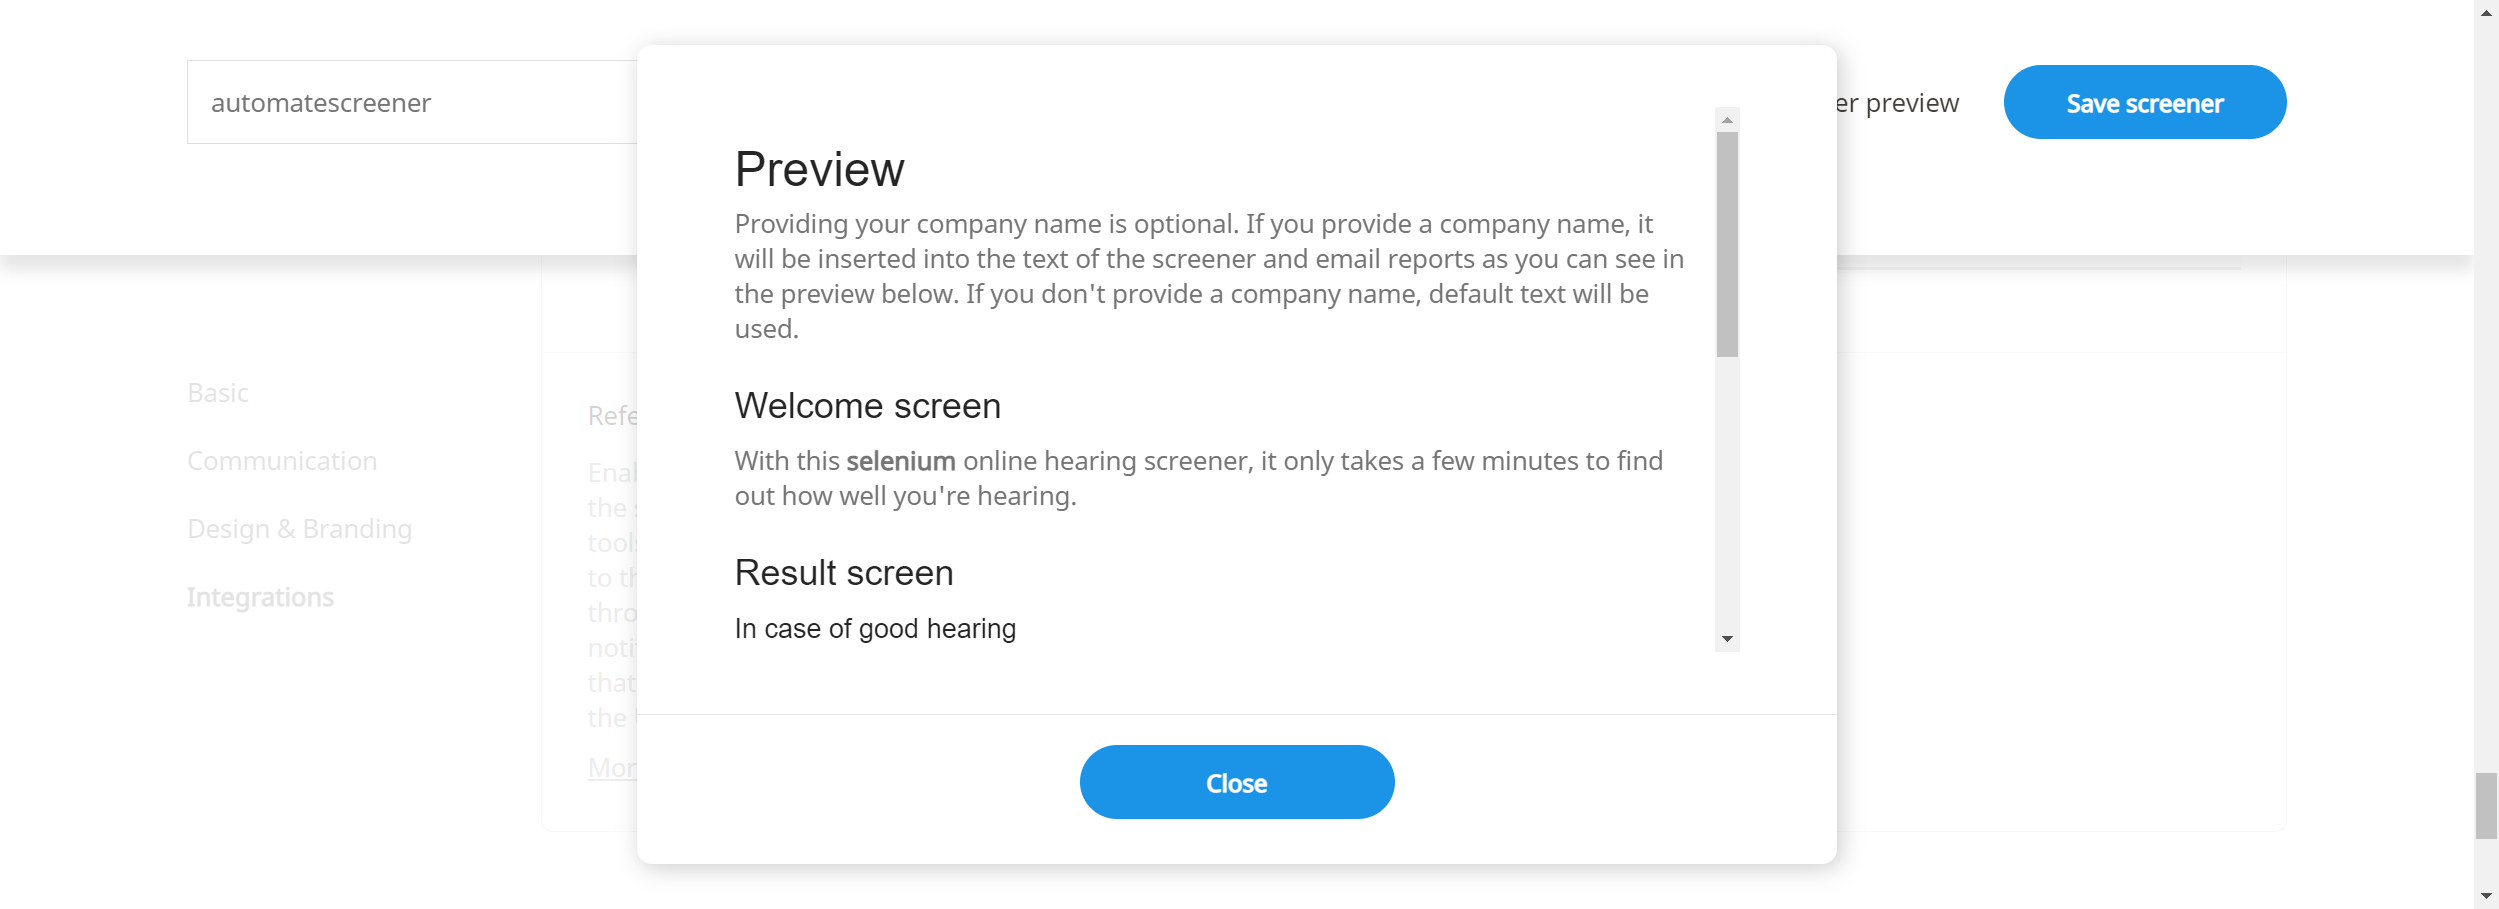 automatescreener
er preview
Save screener
Preview
Providing your company name is optional. If you provide a company name, it
will be inserted into the text of the screener and email reports as you can see in
the preview below. If you don't provide a company name, default text will be
used.
Welcome screen
With this selenium online hearing screener, it only takes a few minutes to find
out how well you're hearing.
Result screen
In case of good hearing
Close
Basic
Communication
Design & Branding
Integrations
Refe
Enal
the
tool
to th
thro
noti
that
the
Mor